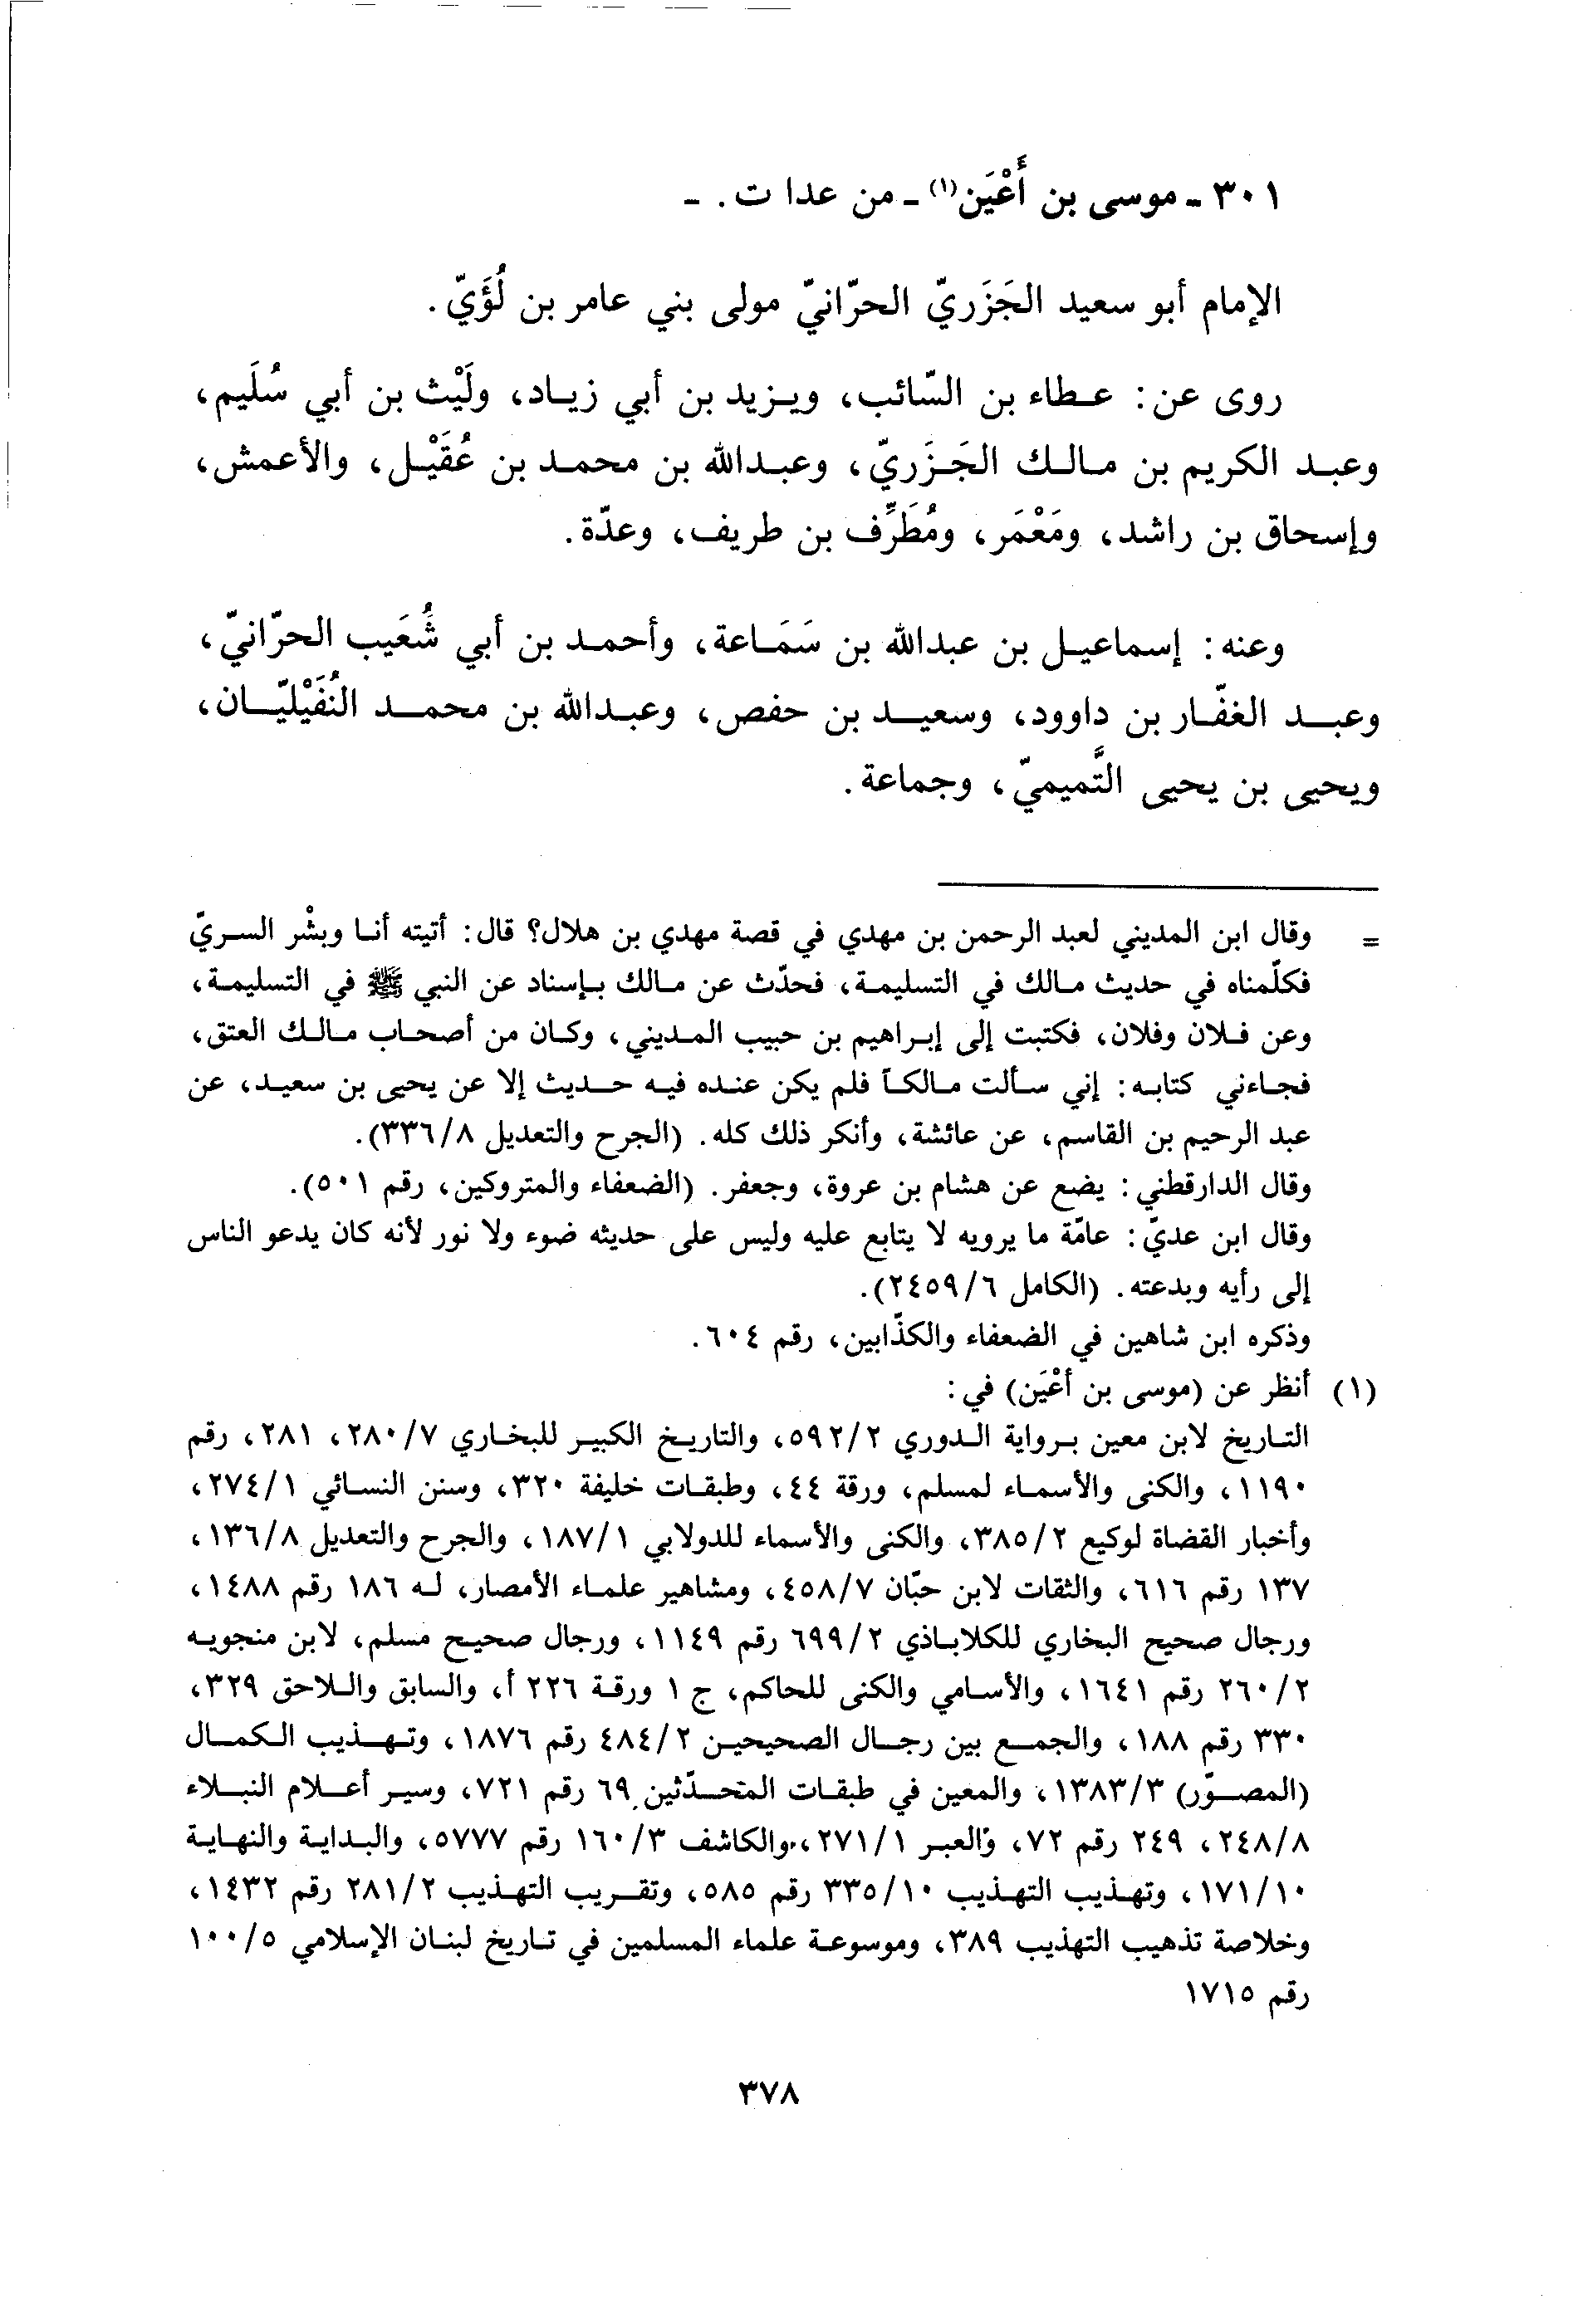 ٣٠١ - موسى بن أَعْيَن(١) - من عدا ت. -
الإمام أبو سعيد الجَزَريّ الحرّانيّ مولى بني عامر بن لُؤَيّ.
روى عن: عطاء بن السّائب، ويزيد بن أبي زياد، ولَيْث بن أبي سُلَيم،
وعبد الكريم بن مالك الجَزَريّ، وعبدالله بن محمد بن عُقَيْل، والأعمش،
وإسحاق بن راشد، ومَعْمَر، ومُطَرِّف بن طريف، وعدّة.
وعنه: إسماعيل بن عبدالله بن سَمَاعة، وأحمد بن أبي شُعَيب الحرّانيّ،
وعبد الغفّار بن داوود، وسعيد بن حفص، وعبدالله بن محمد النُفَيْليّان،
ويحيى بن يحيى التَّميميّ، وجماعة.
= وقال ابن المديني لعبد الرحمن بن مهدي في قصة مهدي بن هلال؟ قال: أتيته أنا وبشْر السريّ
فكلّمناه في حديث مالك في التسليمة، فحدّث عن مالك بإسناد عن النبي ﷺ في التسليمة،
وعن فلان وفلان، فكتبت إلى إبراهيم بن حبيب المديني، وكان من أصحاب مالك العتق،
فجاءني كتابه: إني سألت مالكاً فلم يكن عنده فيه حديث إلا عن يحيى بن سعيد، عن
عبد الرحيم بن القاسم، عن عائشة، وأنكر ذلك كله. (الجرح والتعديل ٣٣٦/٨).
وقال الدارقطني: يضع عن هشام بن عروة، وجعفر. (الضعفاء والمتروكين، رقم ٥٠١).
وقال ابن عديّ: عامّة ما يرويه لا يتابع عليه وليس على حديثه ضوء ولا نور لأنه كان يدعو الناس
إلى رأيه وبدعته. (الكامل ٢٤٥٩/٦).
وذكره ابن شاهين في الضعفاء والكذّابين، رقم ٦٠٤.
(١) أنظر عن (موسى بن أعْيَن) في:
التاريخ لابن معين برواية الدوري ٥٩٢/٢، والتاريخ الكبير للبخاري ٢٨٠/٧، ٢٨١، رقم
١١٩٠، والكنى والأسماء لمسلم، ورقة ٤٤، وطبقات خليفة ٣٢٠، وسنن النسائي ٢٧٤/١،
وأخبار القضاة لوكيع ٣٨٥/٢، والكنى والأسماء للدولابي ١٨٧/١، والجرح والتعديل ١٣٦/٨،
١٣٧ رقم ٦١٦، والثقات لابن حبّان ٤٥٨/٧، ومشاهير علماء الأمصار، له ١٨٦ رقم ١٤٨٨،
ورجال صحيح البخاري للكلاباذي ٦٩٩/٢ رقم ١١٤٩، ورجال صحيح مسلم، لابن منجويه
٢٦٠/٢ رقم ١٦٤١، والأسامي والكنى للحاكم، ج ١ ورقة ٢٢٦ أ، والسابق واللاحق ٣٢٩،
٣٣٠ رقم ١٨٨، والجمع بين رجال الصحيحين ٤٨٤/٢ رقم ١٨٧٦، وتهذيب الكمال
(المصوّر) ١٣٨٣/٣، والمعين في طبقات المتحدّثين ٦٩ رقم ٧٢١، وسير أعلام النبلاء
٢٤٨/٨، ٢٤٩ رقم ٧٢، والعبر ٢٧١/١، والكاشف ١٦٠/٣ رقم ٥٧٧٧، والبداية والنهاية
١٧١/١٠، وتهذيب التهذيب ٣٣٥/١٠ رقم ٥٨٥، وتقريب التهذيب ٢٨١/٢ رقم ١٤٣٢،
وخلاصة تذهيب التهذيب ٣٨٩، وموسوعة علماء المسلمين في تاريخ لبنان الإسلامي ١٠٠/٥
رقم ١٧١٥
٣٧٨